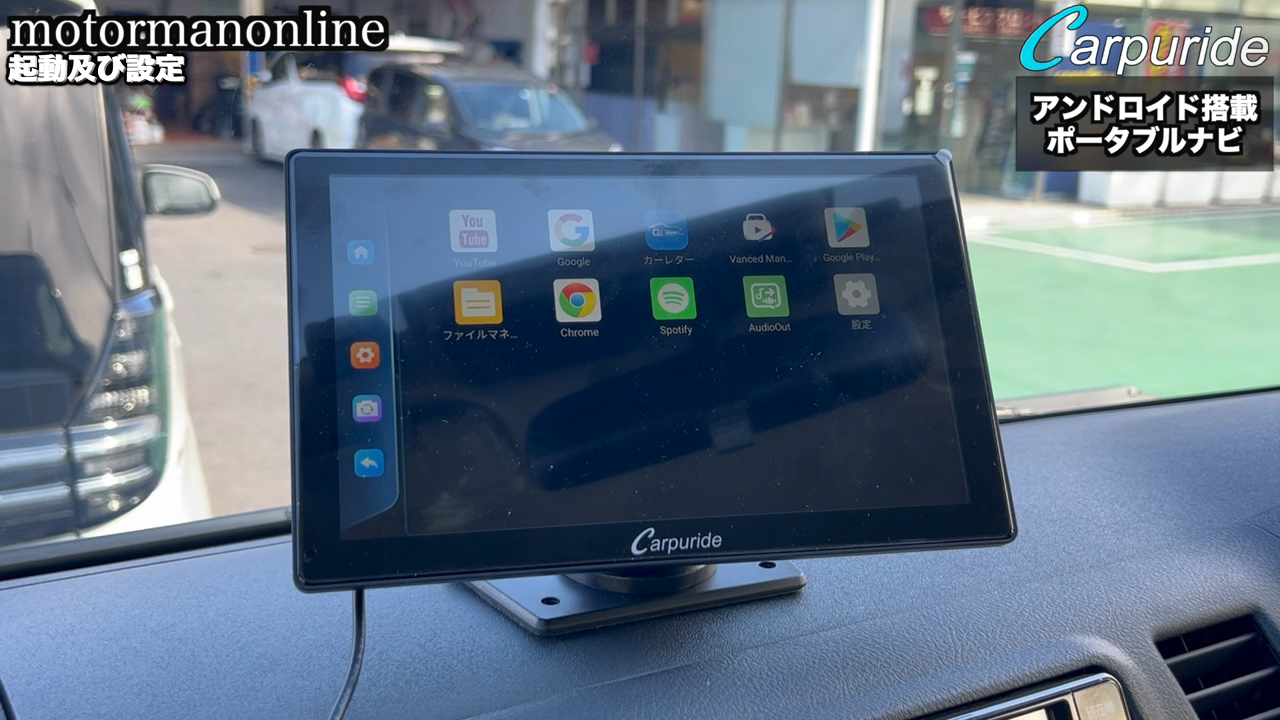 motormanonline
起動及び設定
Carpuride
アンドロイド搭載
ポータブルナビ
You
Tube
YouTube
Google
カーレター
Vanced Man...
Google Play...
ファイルマネ...
Chrome
Spotify
AudioOut
設定
Carpuride